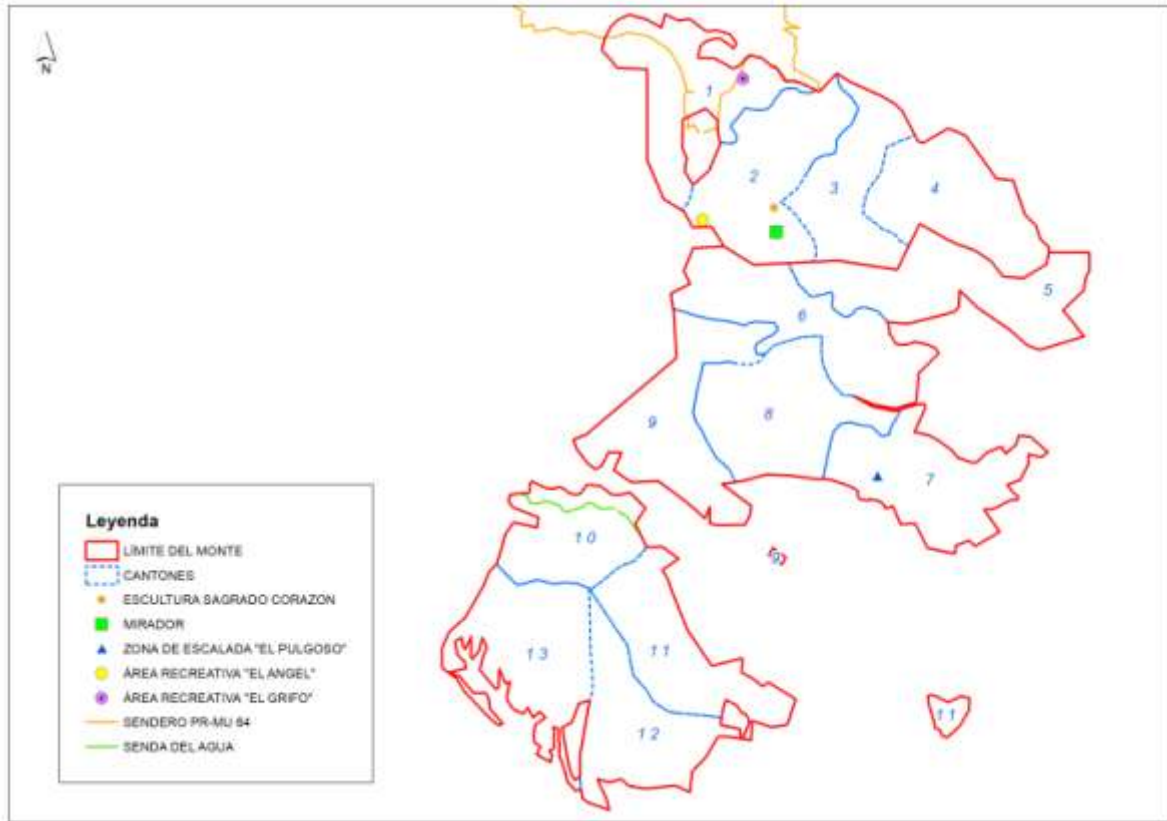 N
1
2
3
4
5
6
9
8
7
10
9
13
11
11
12
Leyenda
LÍMITE DEL MONTE
CANTONES
ESCULTURA SAGRADO CORAZON
MIRADOR
ZONA DE ESCALADA "EL PULGOSO"
ÁREA RECREATIVA "EL ANGEL"
ÁREA RECREATIVA "EL GRIFO"
SENDERO PR-MU 64
SENDA DEL AGUA